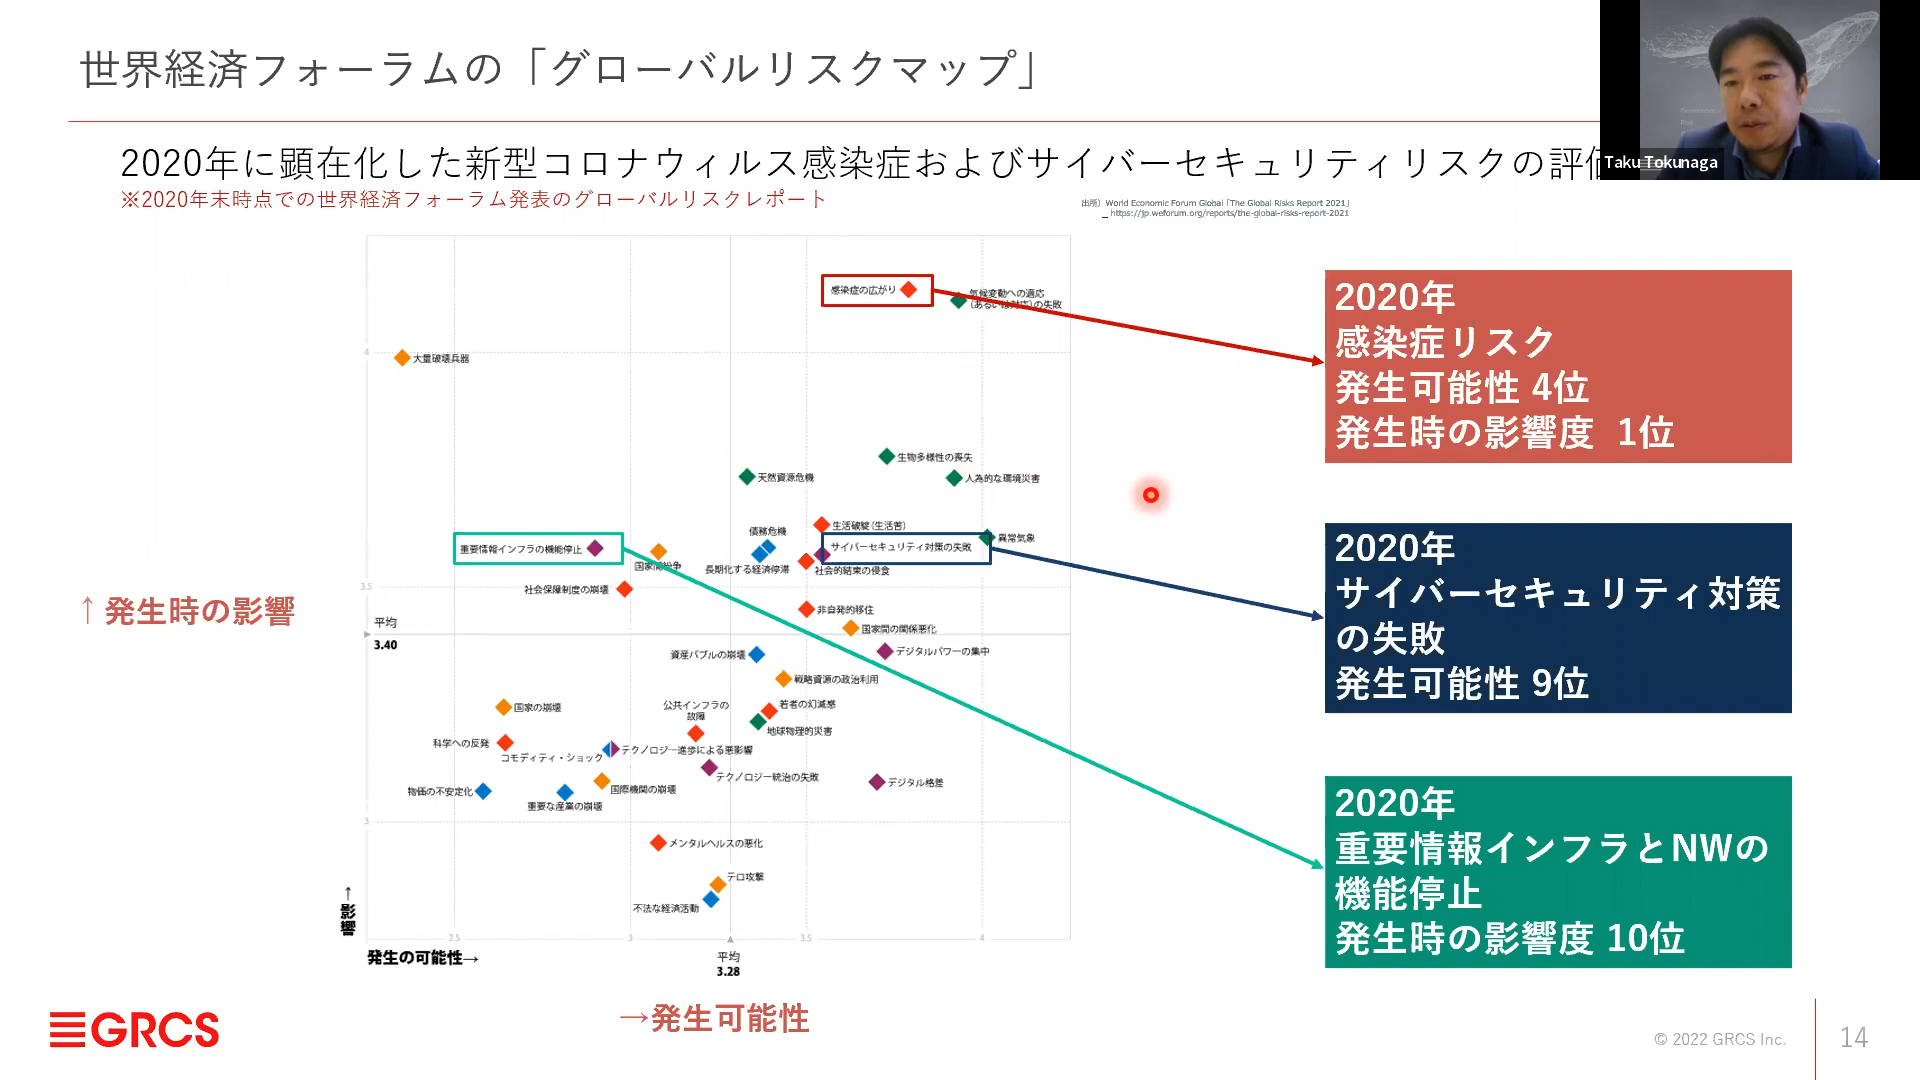 世界経済フォーラムの「グローバルリスクマップ」
Taku Tokunaga
2020年に顕在化した新型コロナウィルス感染症およびサイバーセキュリティリスクの評価
※2020年末時点での世界経済フォーラム発表のグローバルリスクレポート
出所）World Economic Forum Global「The Global Risks Report 2021」
https://jp.weforum.org/reports/the-global-risks-report-2021
感染症の広がり
気候変動への適応
(あるいは対応)の失敗
4
大量破壊兵器
生物多様性の喪失
天然資源危機
人為的な環境災害
生活破綻(生活苦)
債務危機
異常気象
重要情報インフラの機能停止
サイバーセキュリティ対策の失敗
国家間紛争
長期化する経済停滞
社会的結束の侵食
3.5
社会保障制度の崩壊
非自発的移住
平均
3.40
国家間の関係悪化
資産バブルの崩壊
デジタルパワーの集中
戦略資源の政治利用
国家の崩壊
公共インフラの
故障
若者の幻滅感
地球物理的災害
科学への反発
コモディティ・ショック
テクノロジー進歩による悪影響
テクノロジー統治の失敗
デジタル格差
物価の不安定化
国際機関の崩壊
重要な産業の崩壊
3
メンタルヘルスの悪化
テロ攻撃
不法な経済活動
影響→
2.5
3
3.5
4
発生の可能性→
平均
3.28
↑発生時の影響
→発生可能性
2020年
感染症リスク
発生可能性 4位
発生時の影響度 1位
2020年
サイバーセキュリティ対策
の失敗
発生可能性 9位
2020年
重要情報インフラとNWの
機能停止
発生時の影響度 10位
GRCS
© 2022 GRCS Inc.
14